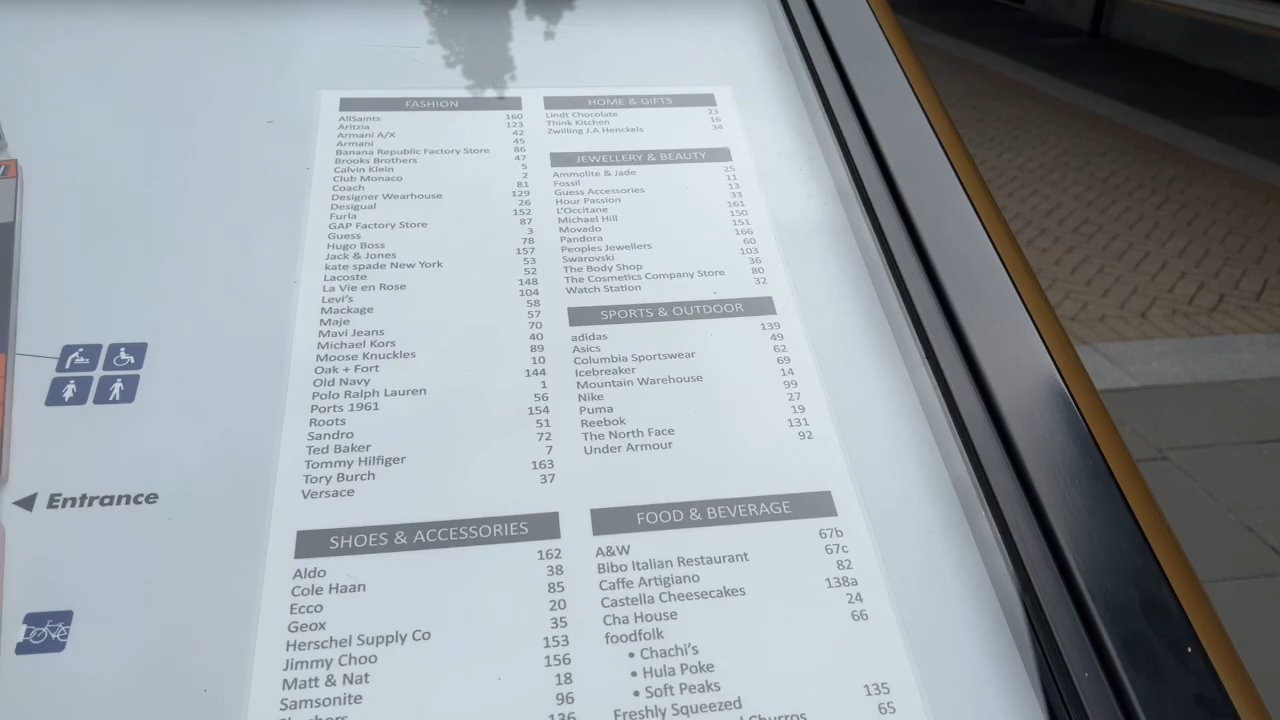 FASHION
AllSaints 160
Aritzia 123
Armani A/X 42
Armani 45
Banana Republic Factory Store 86
Brooks Brothers 47
Calvin Klein 5
Club Monaco 2
Coach 81
Designer Wearhouse 129
Desigual 26
Furla 152
GAP Factory Store 87
Guess 3
Hugo Boss 78
Jack & Jones 157
kate spade New York 53
Lacoste 52
La Vie en Rose 148
Levi's 104
Mackage 58
Maje 57
Mavi Jeans 70
Michael Kors 40
Moose Knuckles 89
Oak + Fort 10
Old Navy 144
Polo Ralph Lauren 1
Ports 1961 56
Roots 154
Sandro 51
Ted Baker 72
Tommy Hilfiger 7
Tory Burch 163
Versace 37
SHOES & ACCESSORIES
Aldo 162
Cole Haan 38
Ecco 85
Geox 20
Herschel Supply Co 35
Jimmy Choo 153
Matt & Nat 156
Samsonite 18
96
136
HOME & GIFTS
Lindt Chocolate 23
Think Kitchen 16
Zwilling J.A Henckels 34
JEWELLERY & BEAUTY
Ammolite & Jade 25
Fossil 11
Guess Accessories 13
Hour Passion 33
L'Occitane 161
Michael Hill 150
Movado 151
Pandora 166
Peoples Jewellers 60
Swarovski 103
The Body Shop 36
The Cosmetics Company Store 80
Watch Station 32
SPORTS & OUTDOOR
adidas 139
Asics 49
Columbia Sportswear 62
Icebreaker 69
Mountain Warehouse 14
Nike 99
Puma 27
Reebok 19
The North Face 131
Under Armour 92
FOOD & BEVERAGE
A&W 67b
Bibo Italian Restaurant 67c
Caffe Artigiano 82
Castella Cheesecakes 138a
Cha House 24
foodfolk 66
• Chachi's
• Hula Poke
• Soft Peaks
Freshly Squeezed 135
Churros 65
Entrance